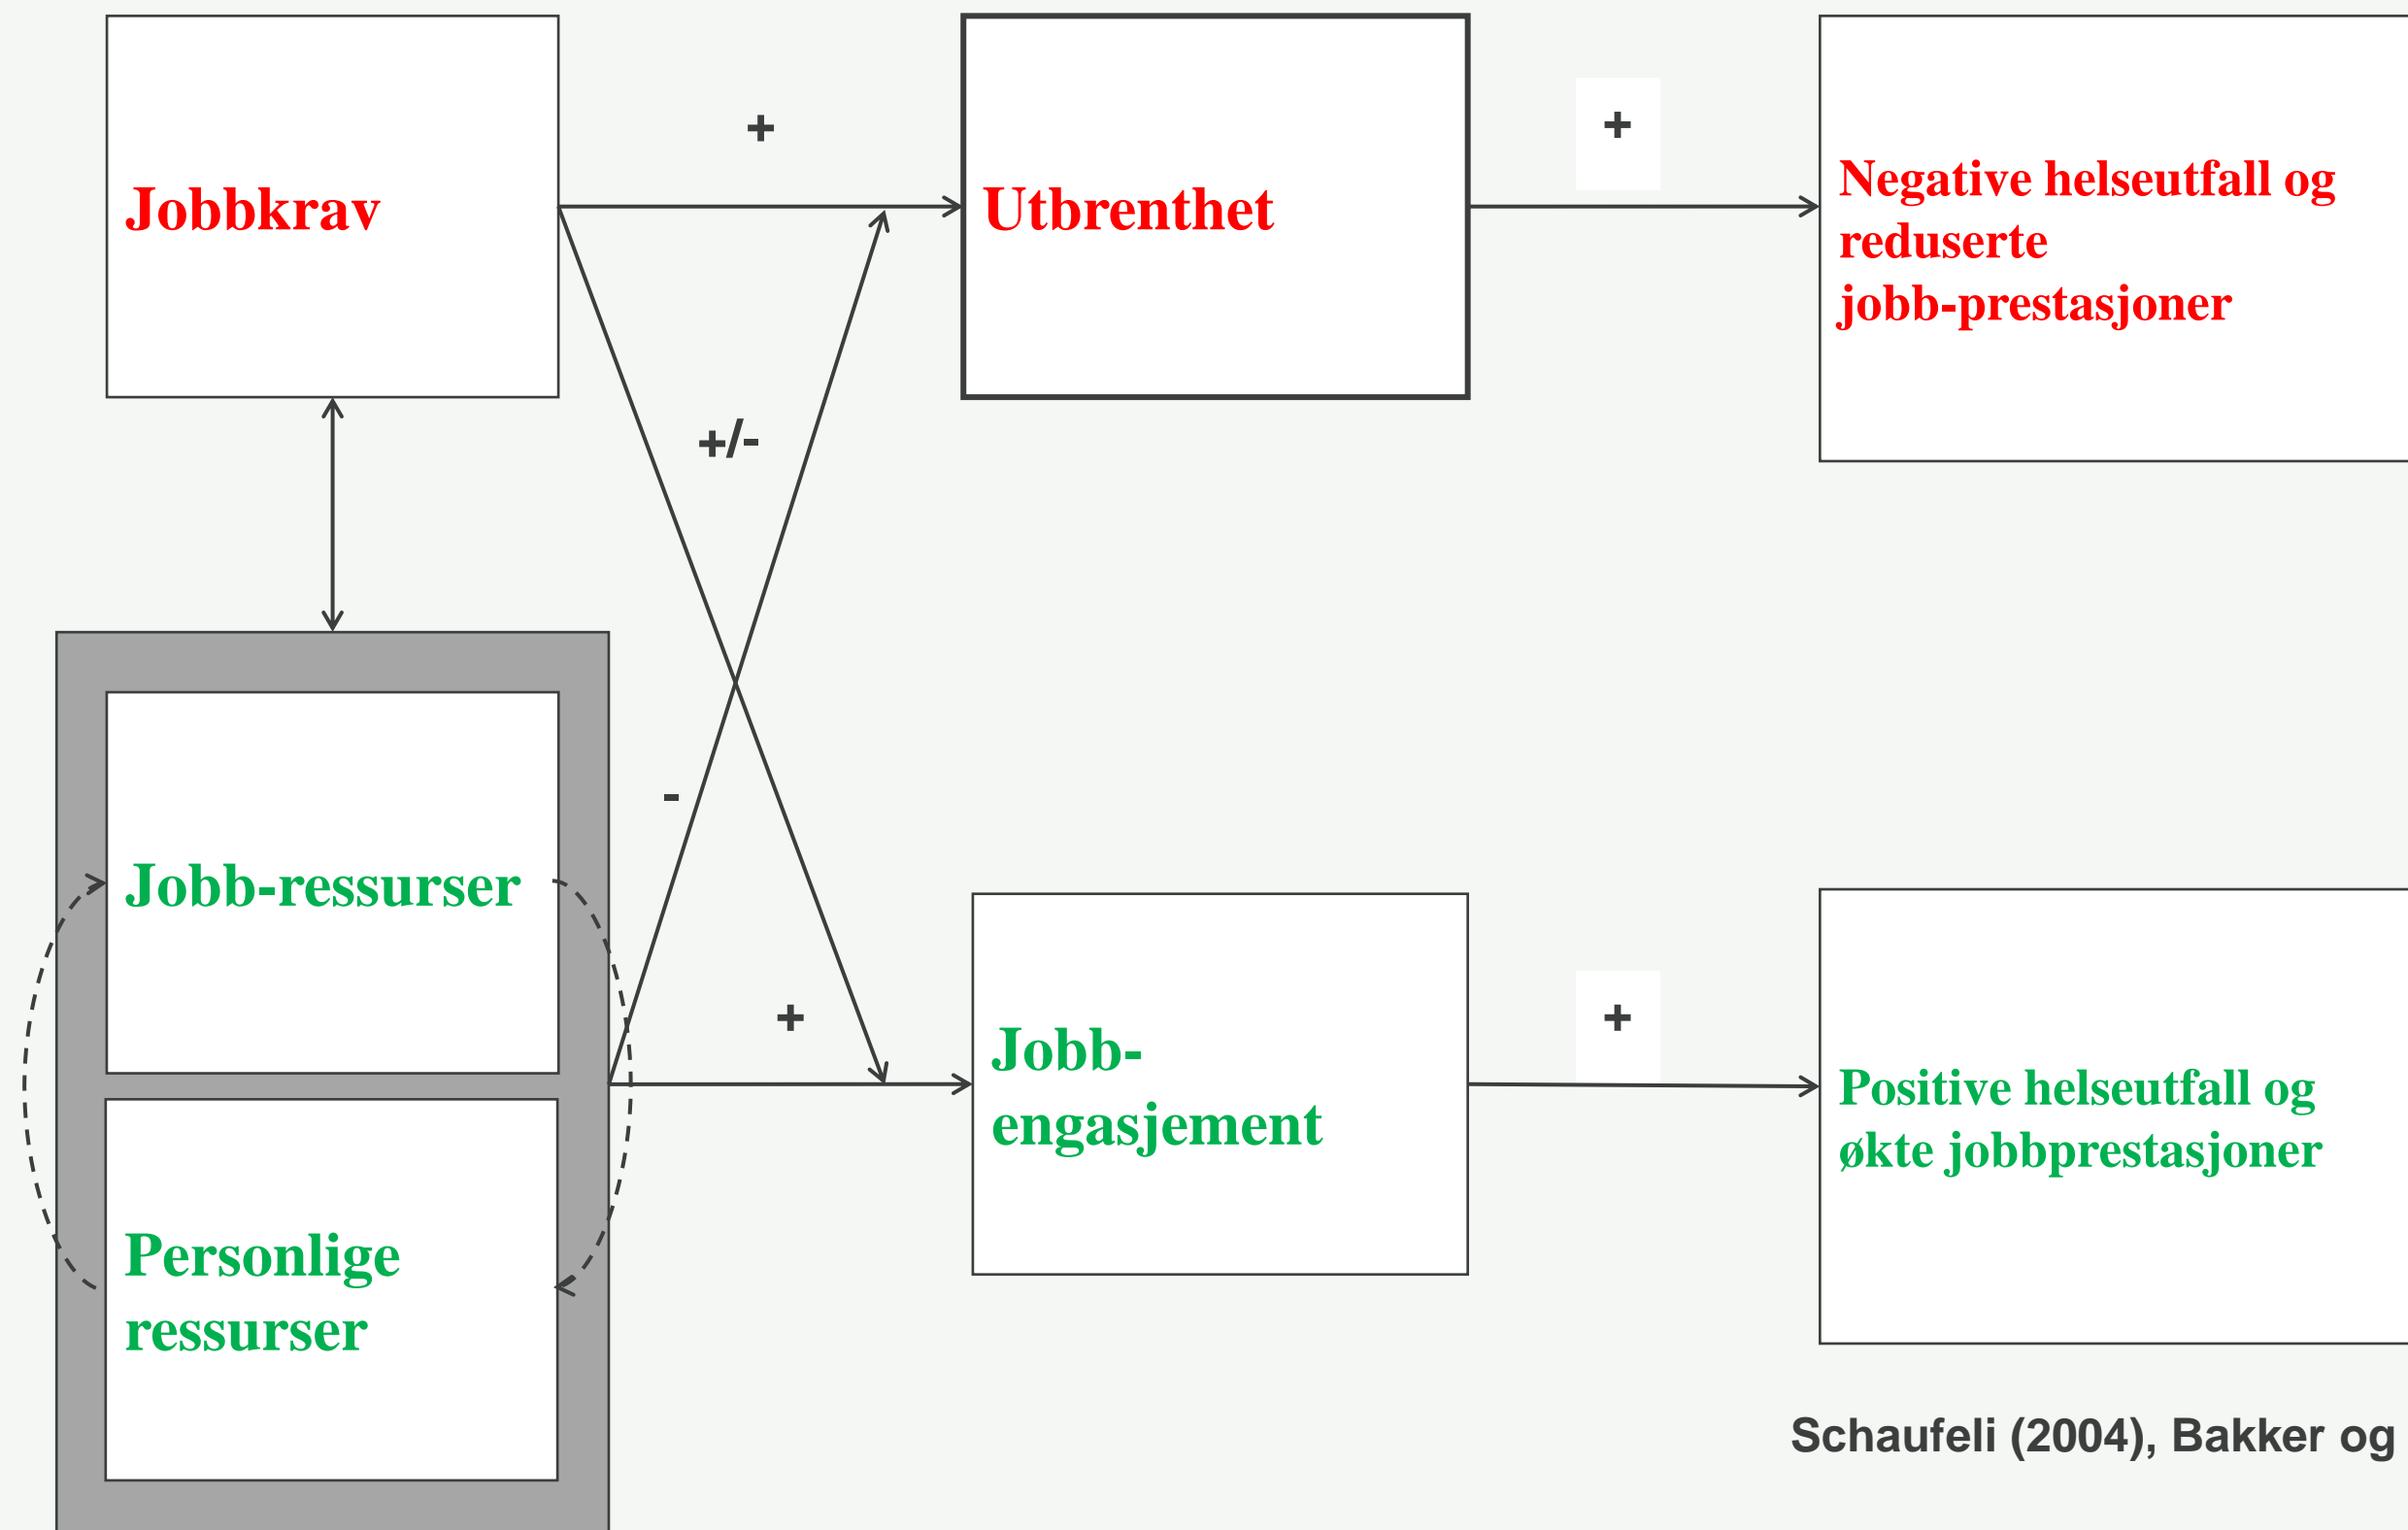 Jobbkrav
+
Utbrenthet
+
Negative helseutfall og
reduserte
jobb-prestasjoner
+/-
-
Jobb-ressurser
Personlige
ressurser
+
Jobb-
engasjement
+
Positive helseutfall og
økte jobbprestasjoner
Schaufeli (2004), Bakker og